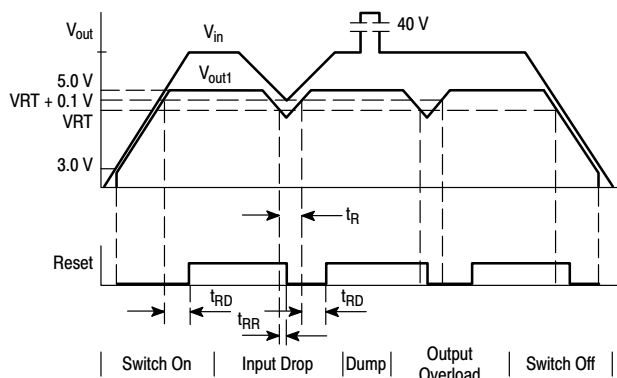 40 V
Vout
Vin
5.0 V
Vout1
VRT + 0.1 V
VRT
3.0 V
tR
Reset
tRD
tRD
tRR
Switch On
Input Drop
Dump
Output
Overload
Switch Off